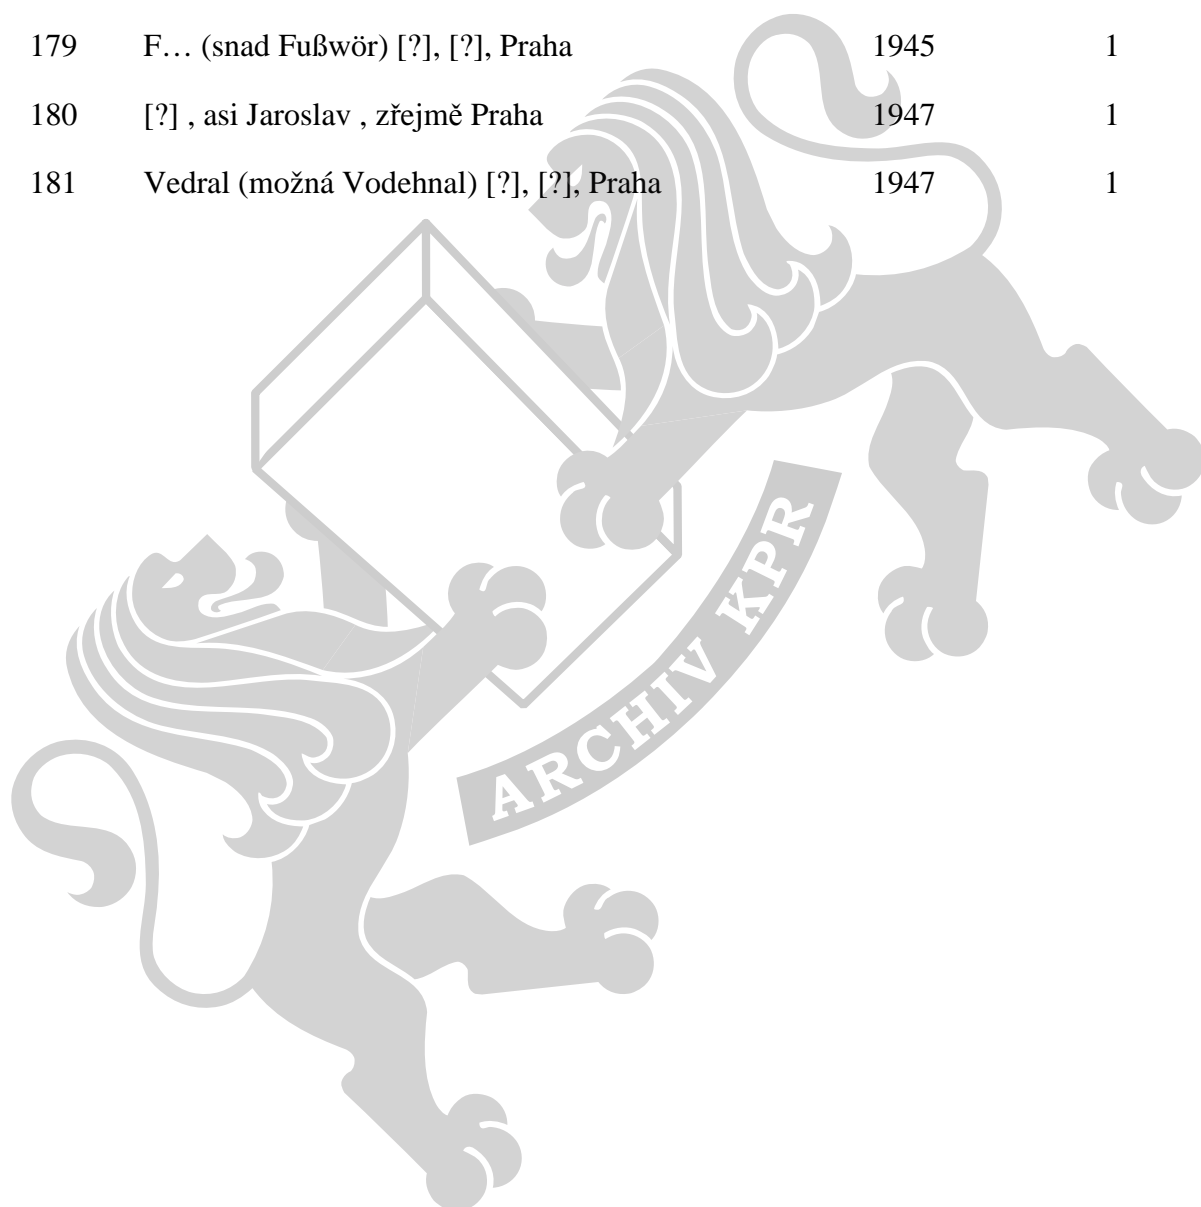 179 F… (snad Fußwör) [?], [?], Praha 1945 1
180 [?] , asi Jaroslav , zřejmě Praha 1947 1
181 Vedral (možná Vodehnal) [?], [?], Praha 1947 1
ARCHIV KPR